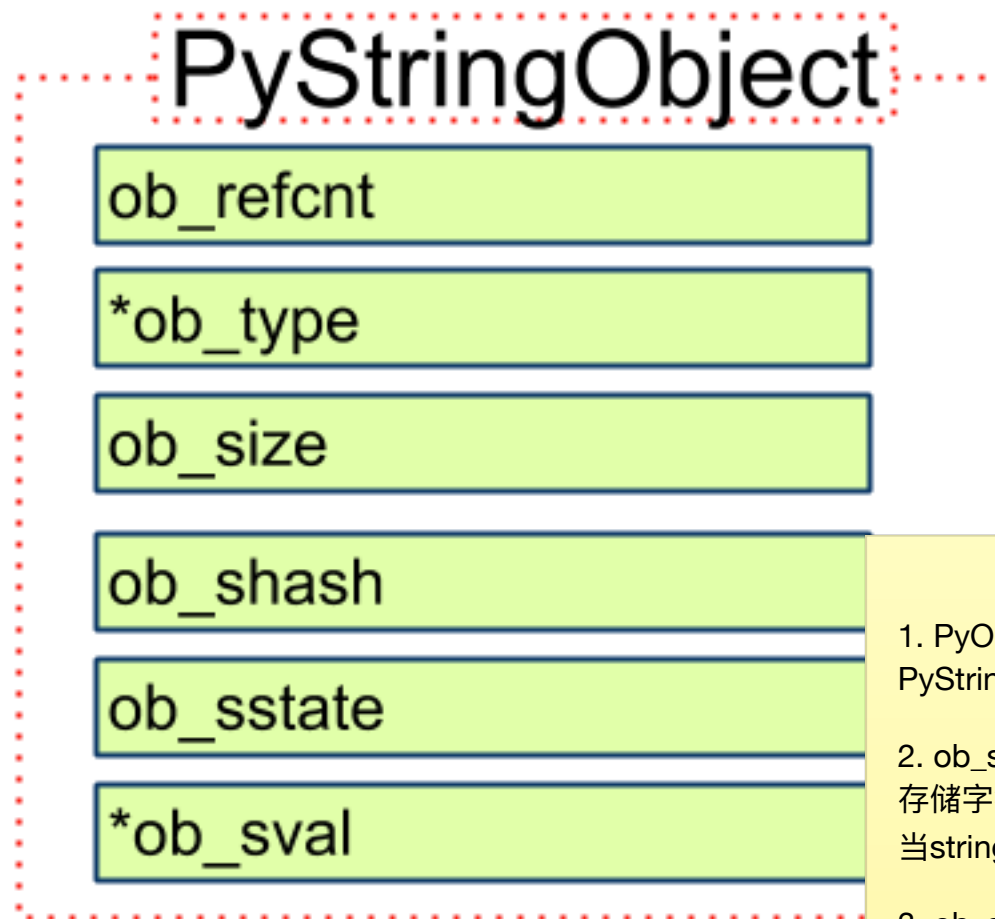 PyStringObject
ob_refcnt
*ob_type
ob_size
ob_shash
ob_sstate
*ob_sval
1. PyO
PyStrin
2. ob_s
存储字
当string